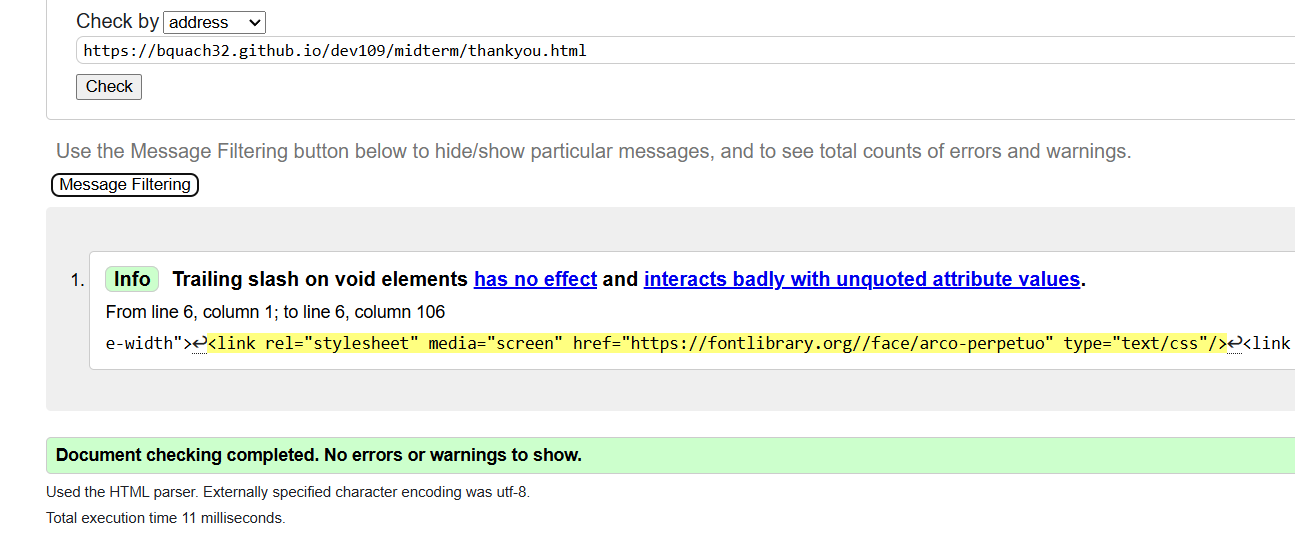 Check by address
https://bquach32.github.io/dev109/midterm/thankyou.html
Check
Use the Message Filtering button below to hide/show particular messages, and to see total counts of errors and warnings.
Message Filtering
1. Info Trailing slash on void elements has no effect and interacts badly with unquoted attribute values.
From line 6, column 1; to line 6, column 106
e-width">↩<link rel="stylesheet" media="screen" href="https://fontlibrary.org//face/arco-perpetuo" type="text/css"/>↩<link
Document checking completed. No errors or warnings to show.
Used the HTML parser. Externally specified character encoding was utf-8.
Total execution time 11 milliseconds.